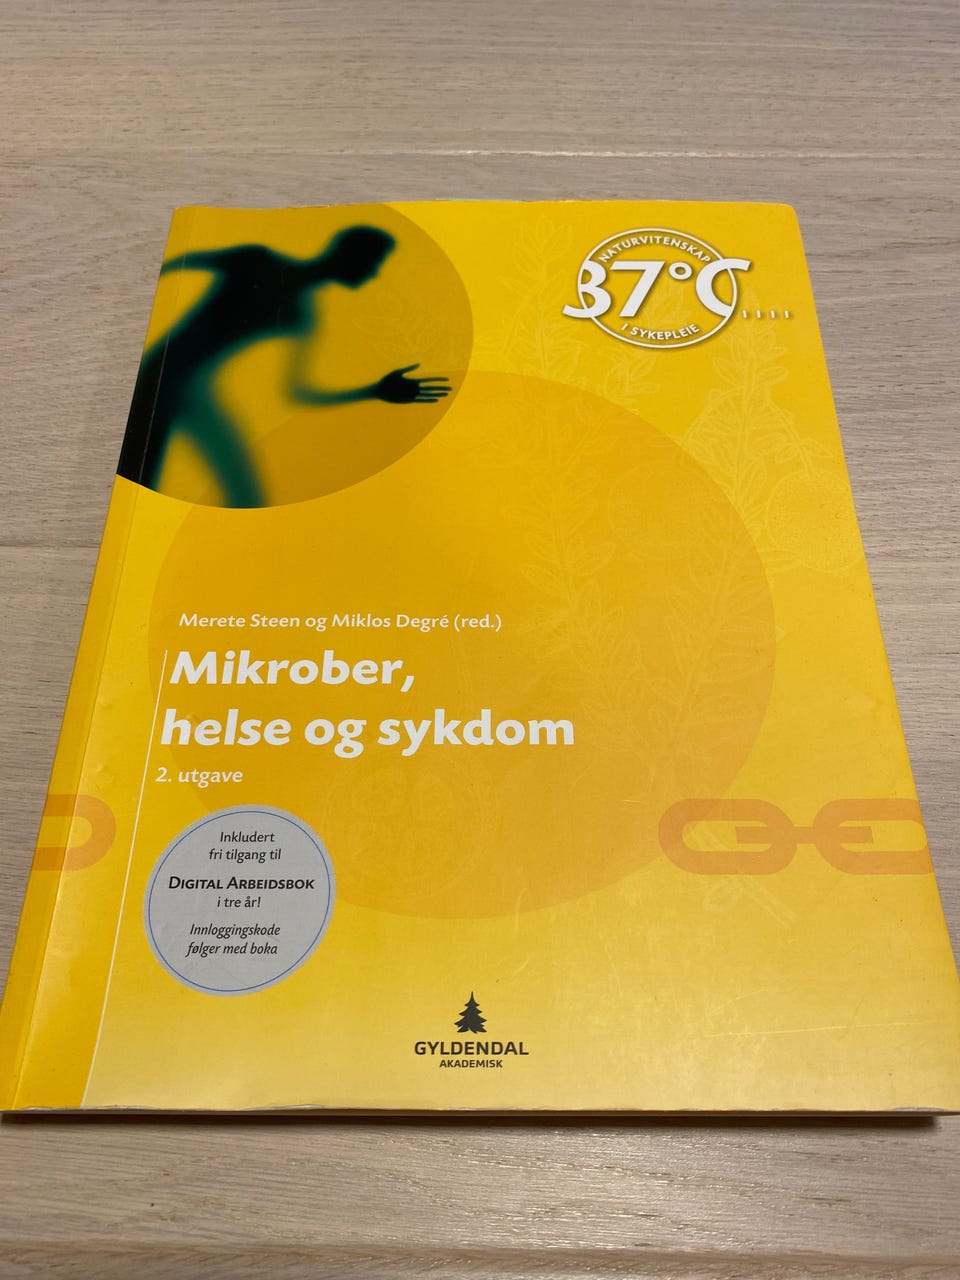 NATURVITENSKAP
37°C
I SYKEPLEIE
Merete Steen og Miklos Degré (red.)
Mikrober,
helse og sykdom
2. utgave
Inkludert
fri tilgang til
DIGITAL ARBEIDSBOK
i tre år!
Innloggingskode
følger med boka
GYLDENDAL
AKADEMISK